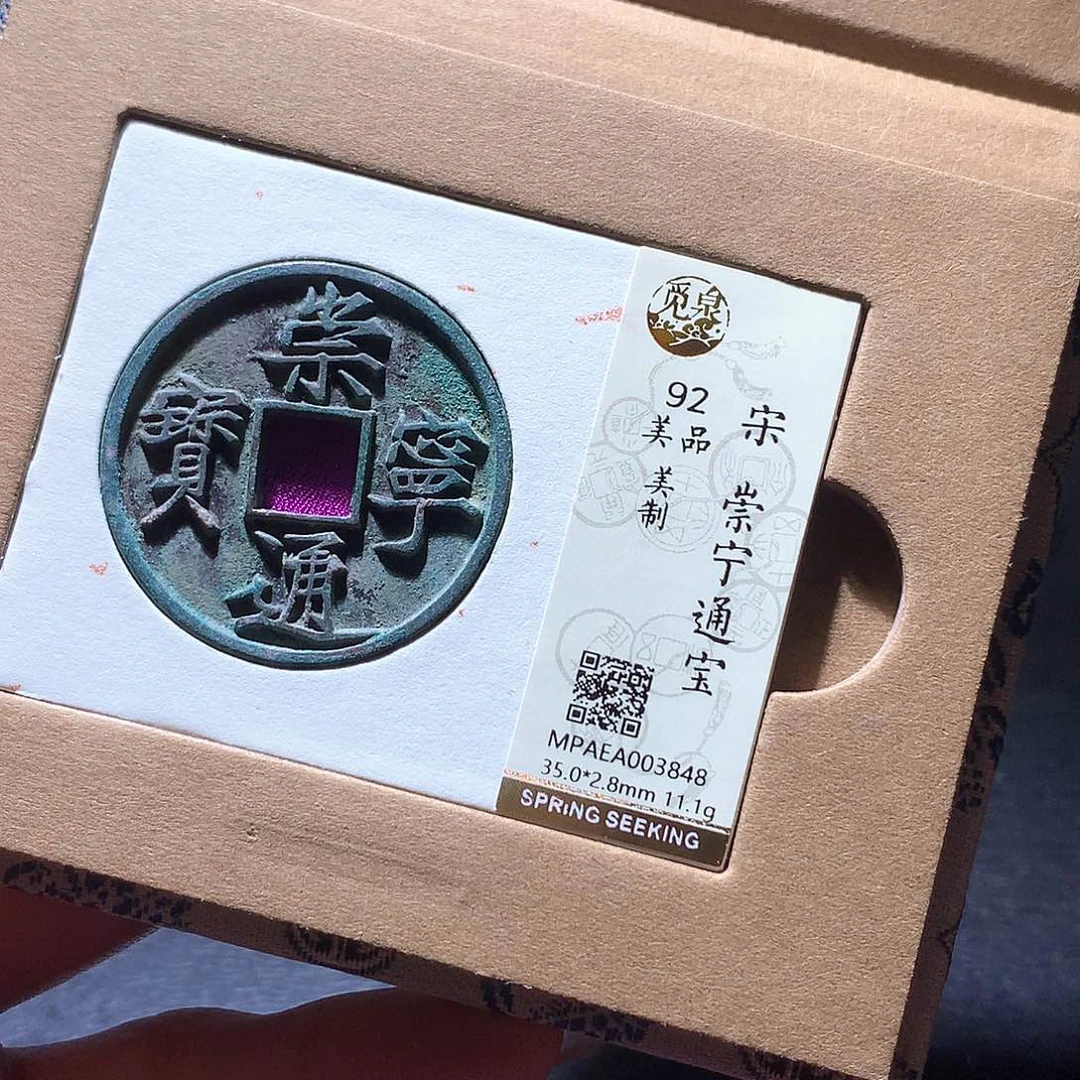 崇寧通寶
覓泉
92
美品
美制
宋 崇宁通宝
MPAEA003848
35.0*2.8mm 11.1g
SPRING SEEKING